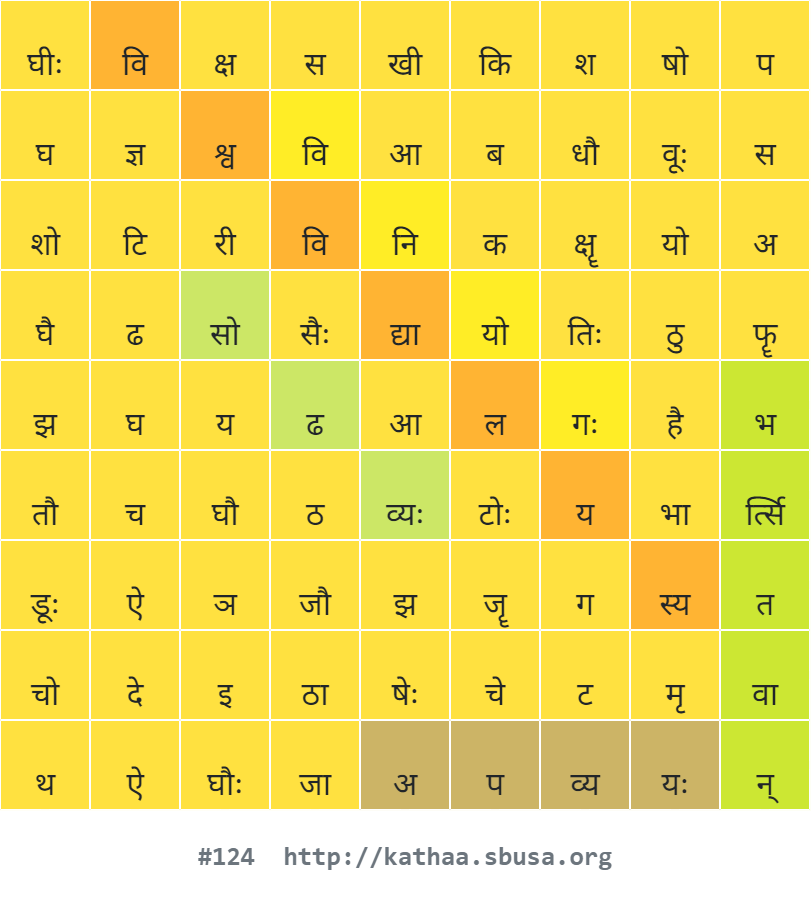 घीः वि क्ष स खी कि श षो प
घ ज्ञ श्व वि आ ब धौ वूः स
शो टि री वि नि क क्षॄ यो अ
घै ढ सो सैः द्या यो तिः ठु फॄ
झ घ य ढ आ ल गः है भ
तौ च घौ ठ व्यः टोः य भा र्त्सि
डूः ऐ ञ जौ झ जॄ ग स्य त
चो दे इ ठा षेः चे ट मृ वा
थ ऐ घौः जा अ प व्य यः न्
#124 http://kathaa.sbusa.org